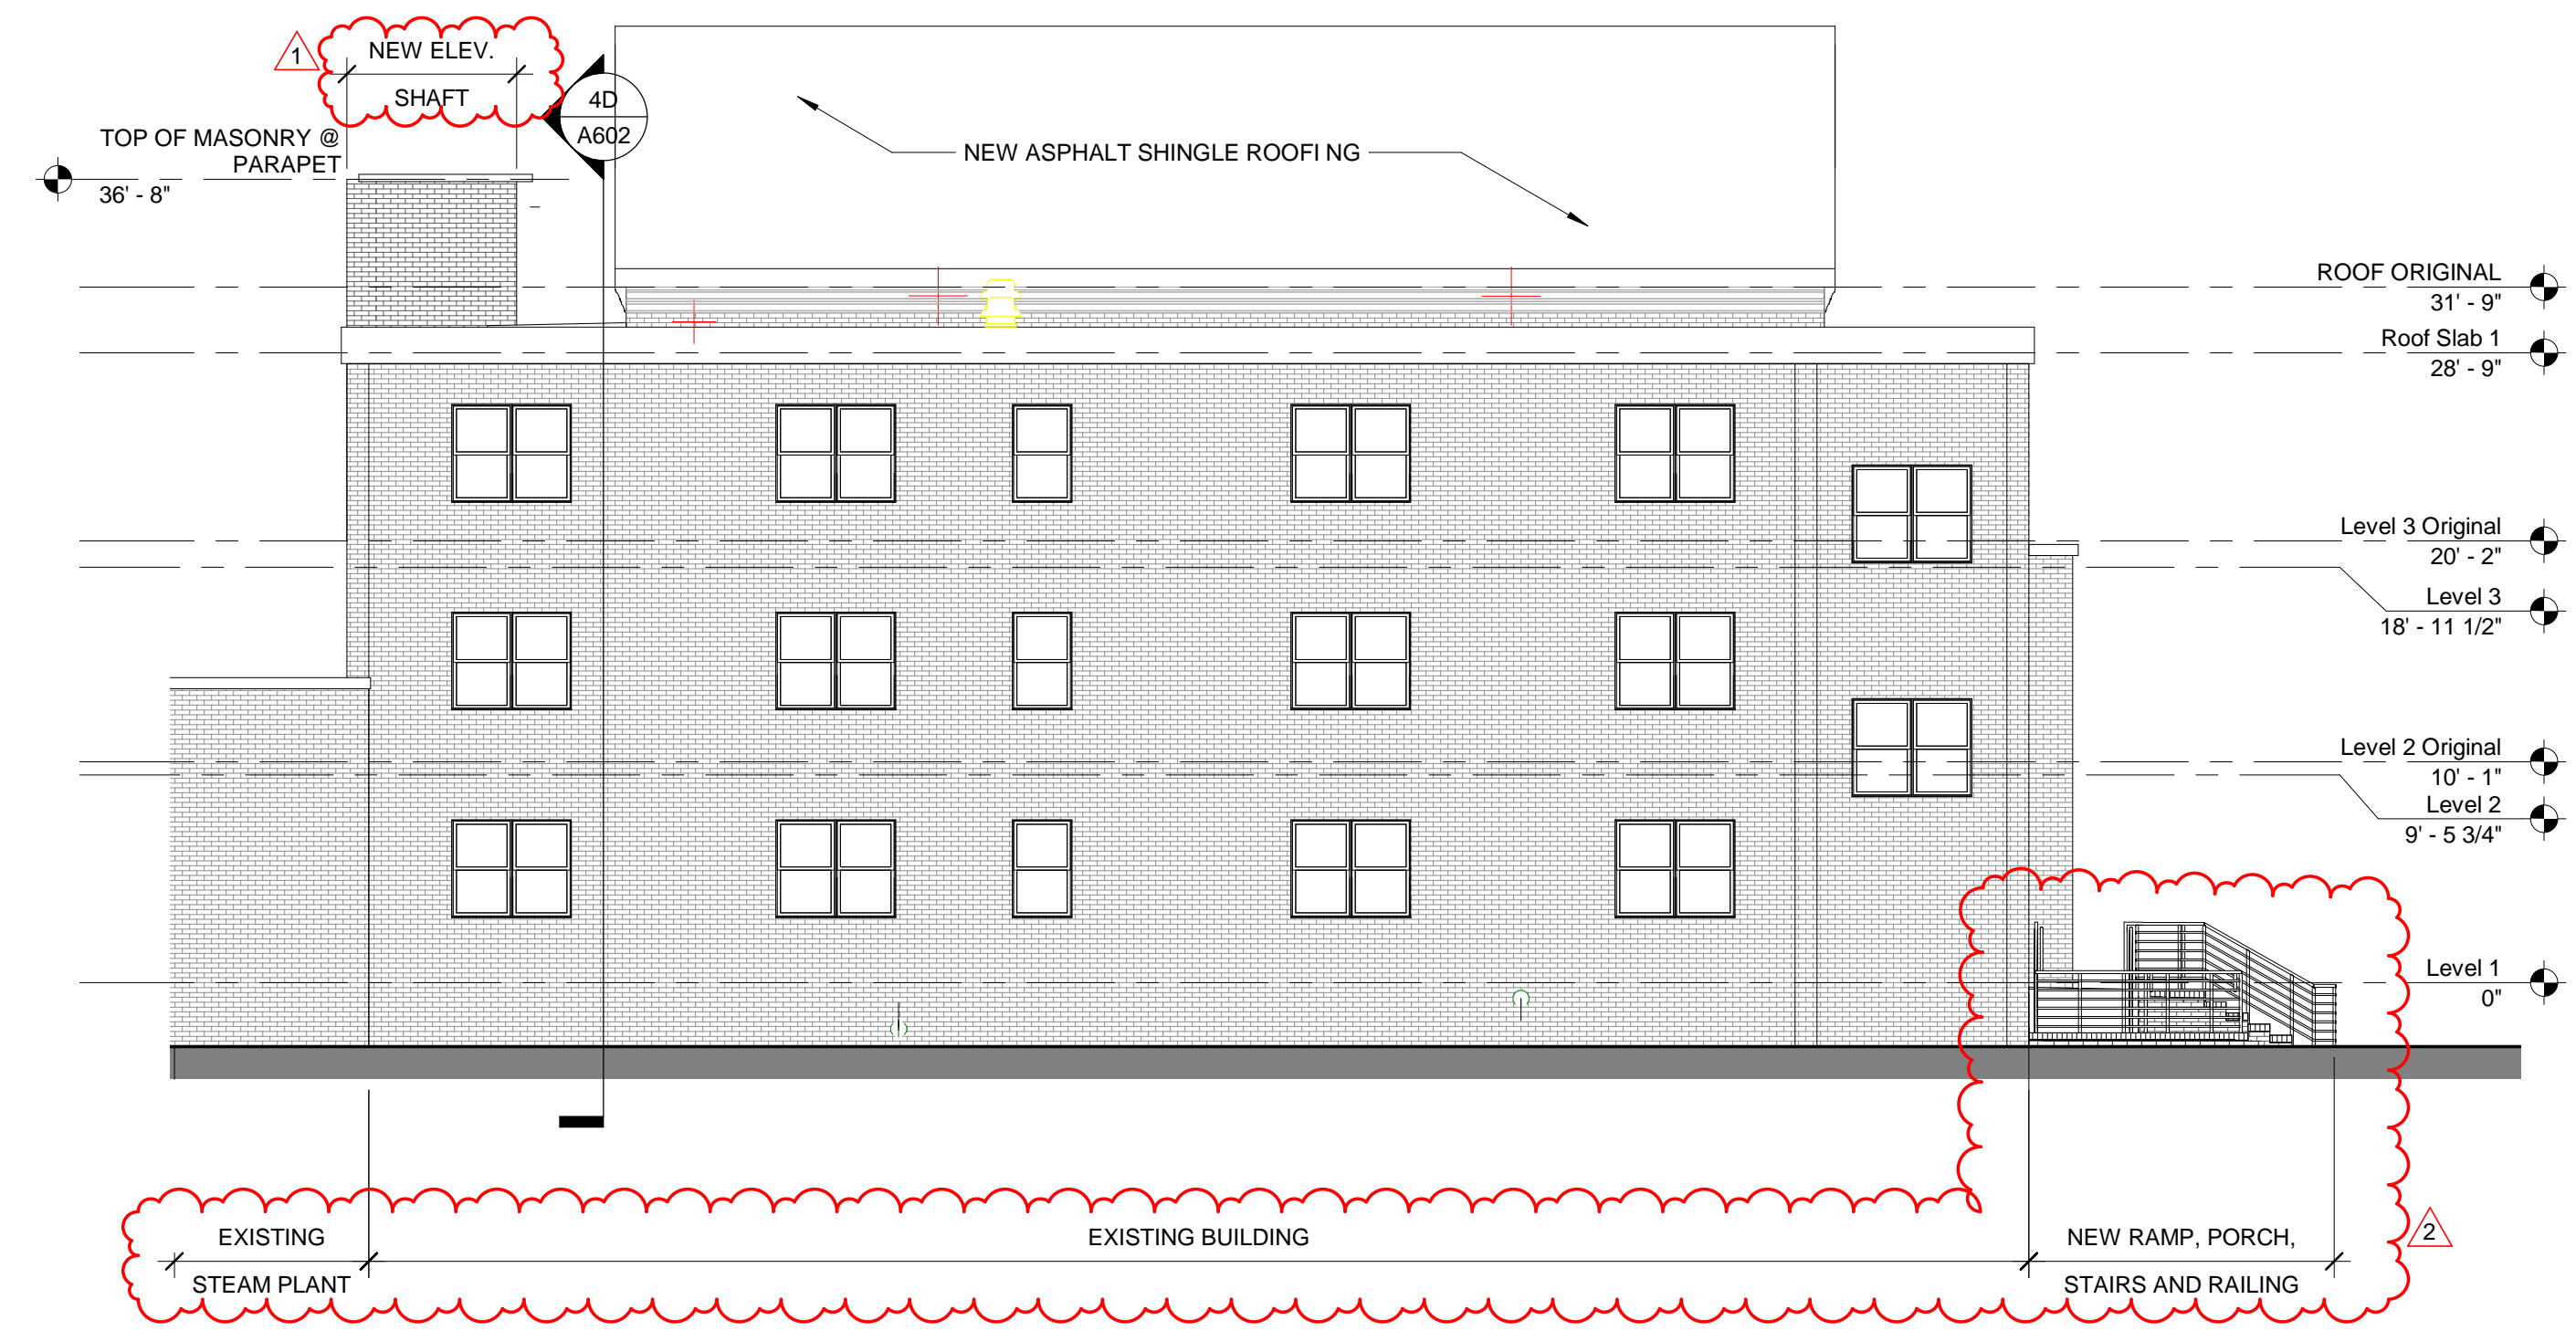 1
NEW ELEV.
SHAFT
4D
A602
TOP OF MASONRY @
PARAPET
36' - 8"
NEW ASPHALT SHINGLE ROOFI NG
ROOF ORIGINAL
31' - 9"
Roof Slab 1
28' - 9"
Level 3 Original
20' - 2"
Level 3
18' - 11 1/2"
Level 2 Original
10' - 1"
Level 2
9' - 5 3/4"
Level 1
0"
EXISTING
STEAM PLANT
EXISTING BUILDING
NEW RAMP, PORCH,
STAIRS AND RAILING
2